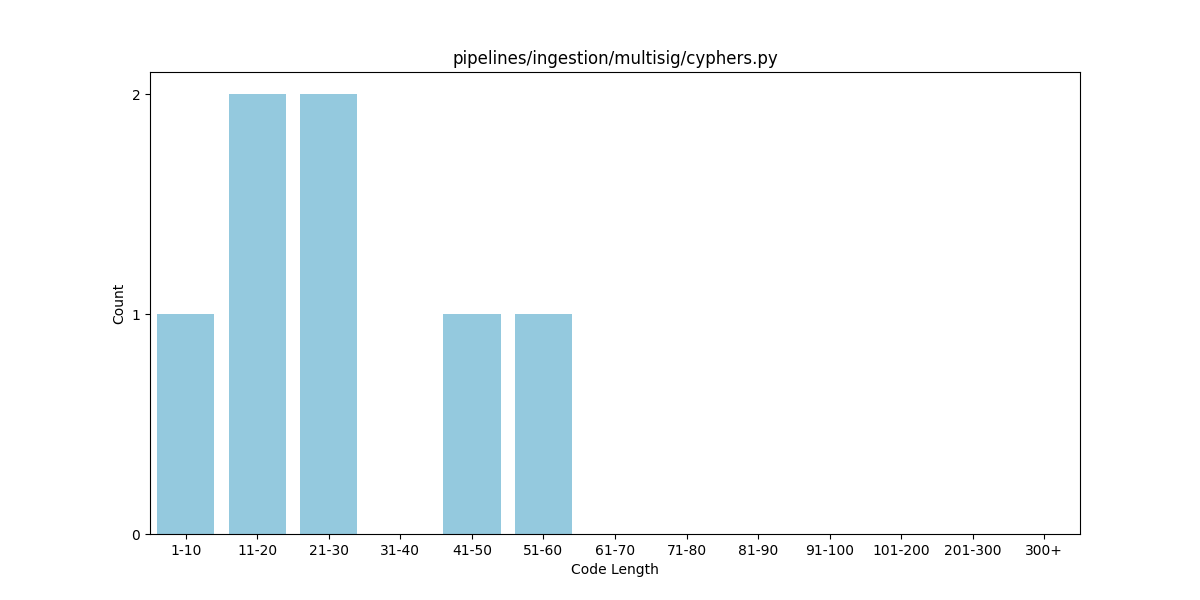 pipelines/ingestion/multisig/cyphers.py
2
1
0
Count
1-10 11-20 21-30 31-40 41-50 51-60 61-70 71-80 81-90 91-100 101-200 201-300 300+
Code Length